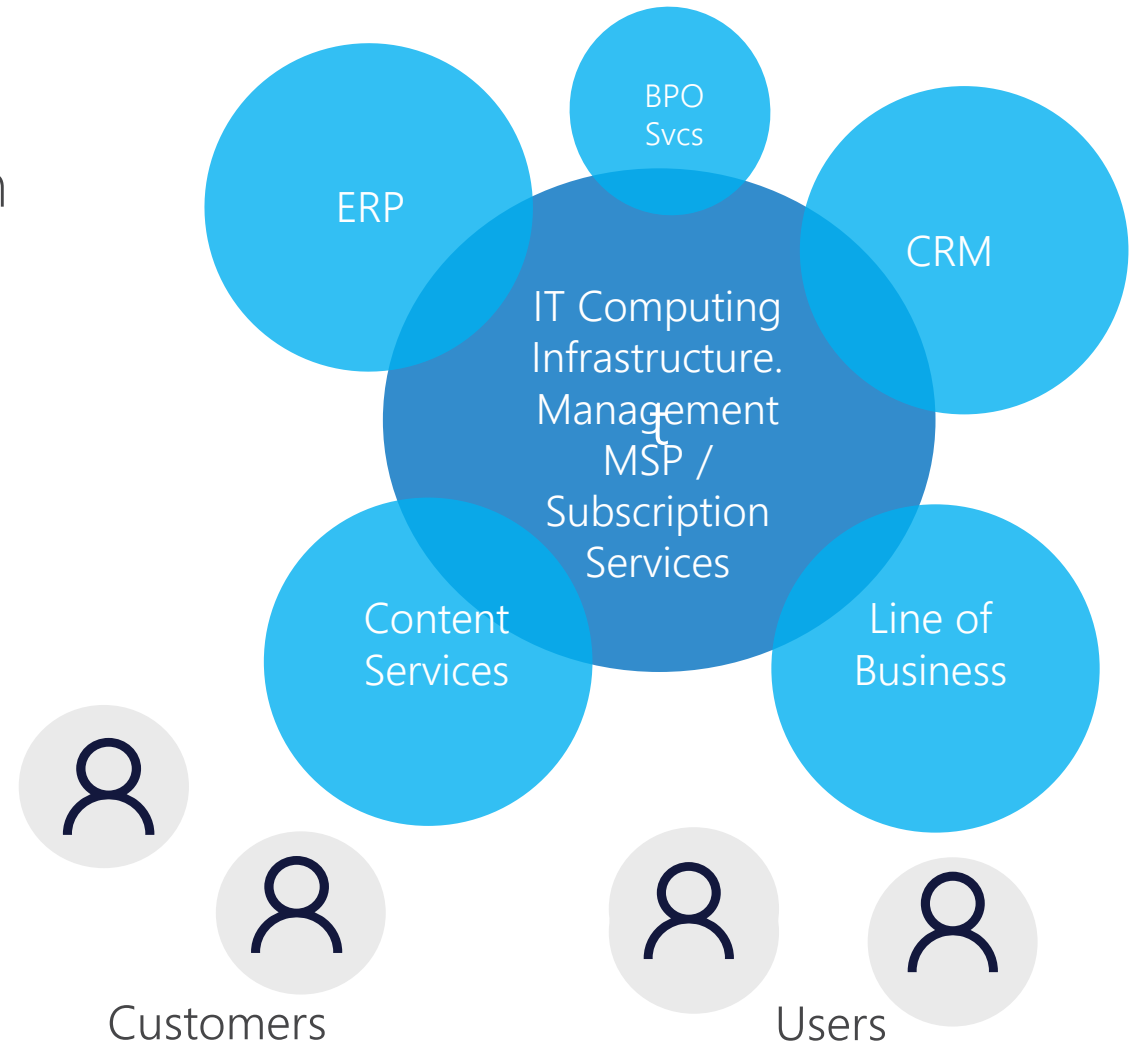 BPO
Svcs
n
ERP
CRM
IT Computing
Infrastructure.
Management
t
MSP /
Subscription
Services
Content
Services
Line of
Business
Customers
Users